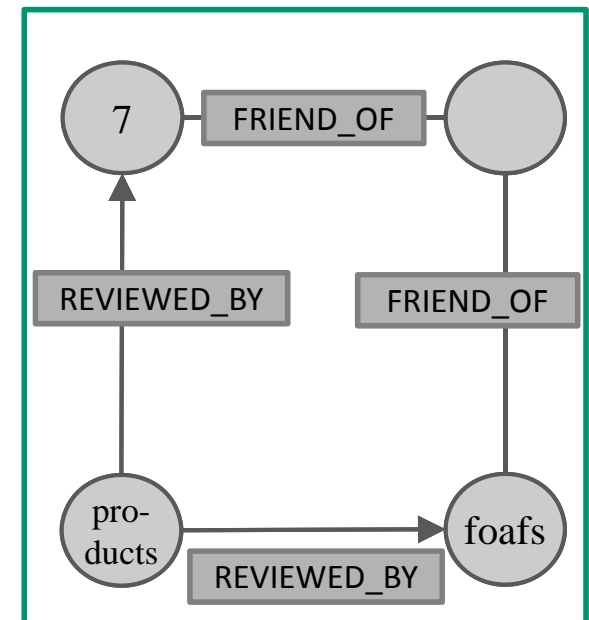 7
FRIEND_OF
REVIEWED_BY
FRIEND_OF
pro-
ducts
foafs
REVIEWED_BY